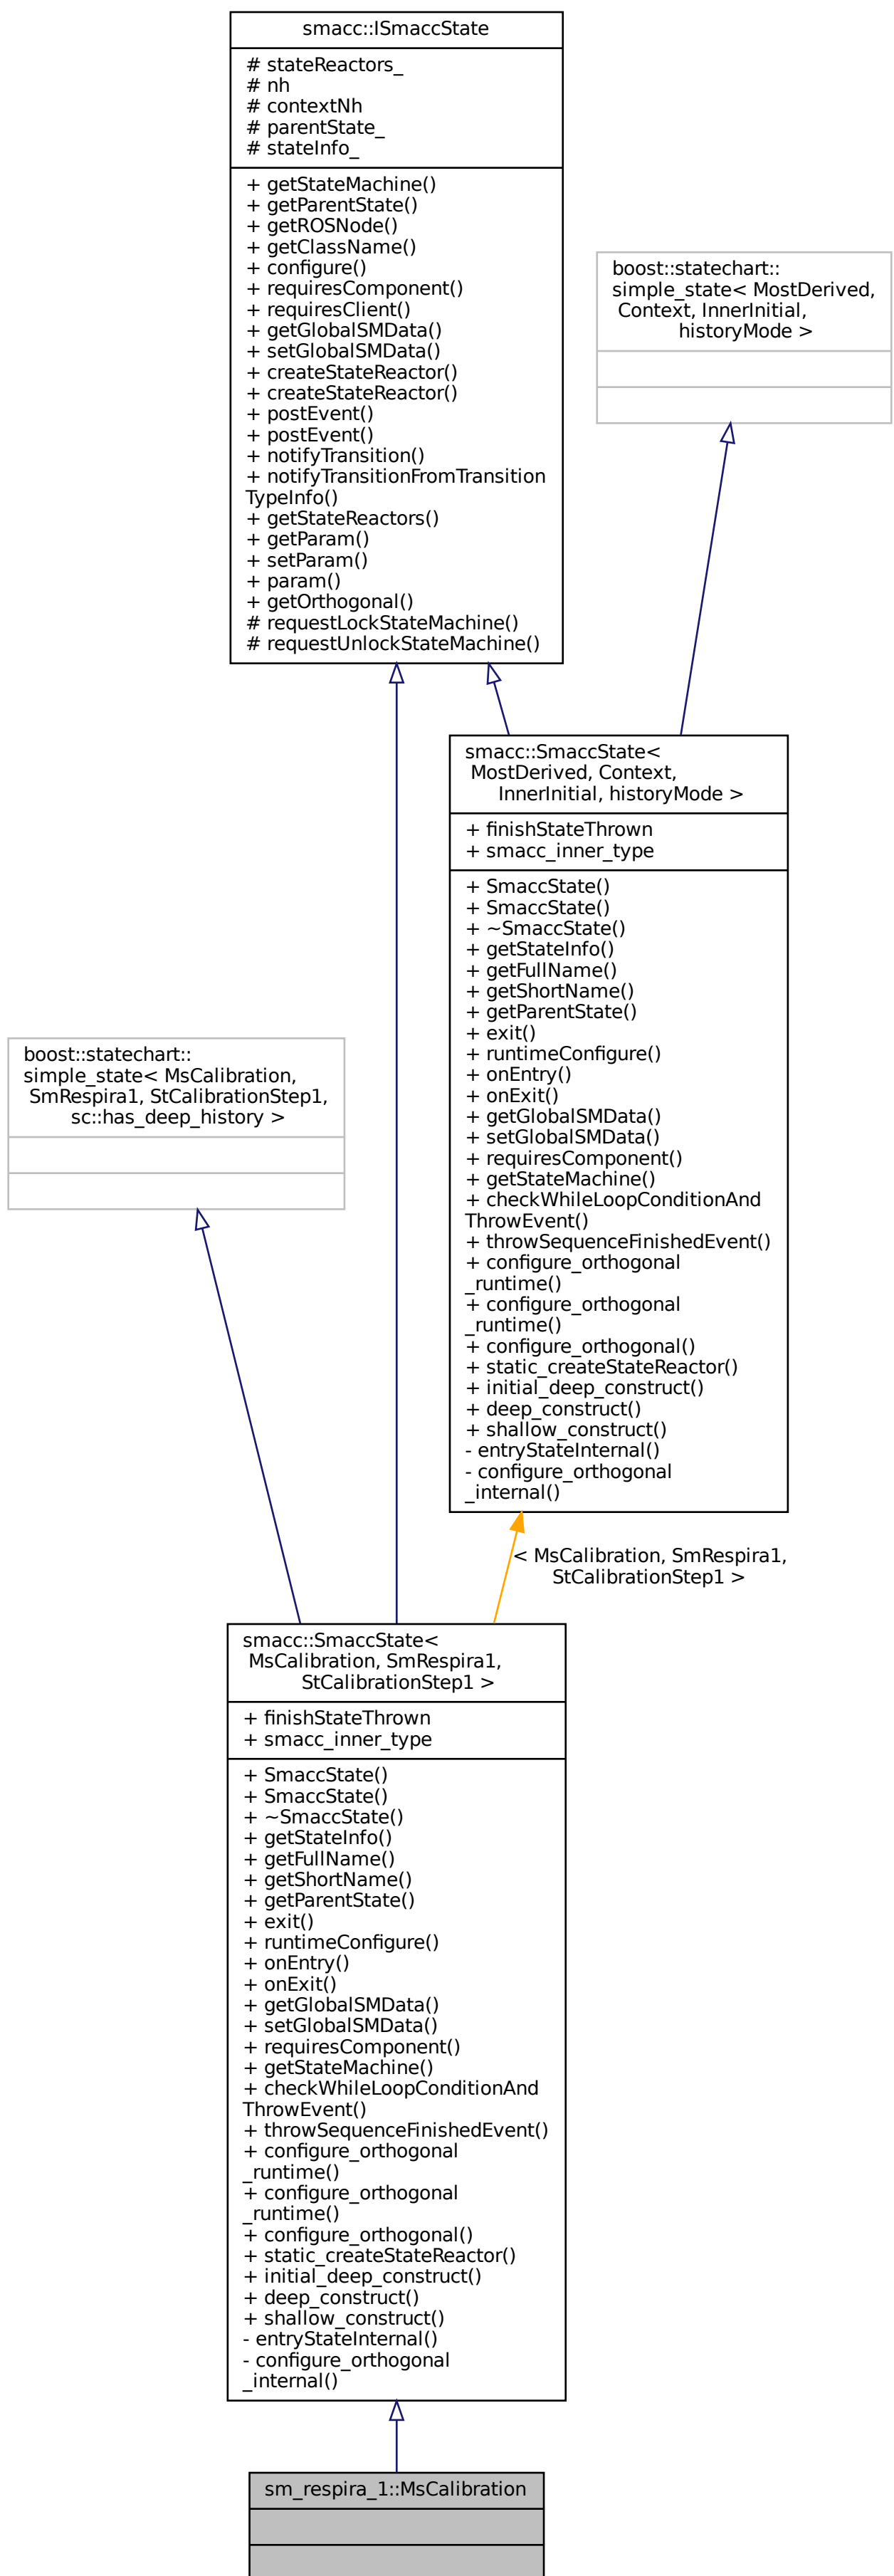 smacc::ISmaccState
# stateReactors_
# nh
# contextNh
# parentState_
# stateInfo_
+ getStateMachine()
+ getParentState()
+ getROSNode()
+ getClassName()
+ configure()
+ requiresComponent()
+ requiresClient()
+ getGlobalSMData()
+ setGlobalSMData()
+ createStateReactor()
+ createStateReactor()
+ postEvent()
+ postEvent()
+ notifyTransition()
+ notifyTransitionFromTransition
TypeInfo()
+ getStateReactors()
+ getParam()
+ setParam()
+ param()
+ getOrthogonal()
# requestLockStateMachine()
# requestUnlockStateMachine()
boost::statechart::
simple_state< MostDerived,
Context, InnerInitial,
historyMode >
smacc::SmaccState<
MostDerived, Context,
InnerInitial, historyMode >
+ finishStateThrown
+ smacc_inner_type
+ SmaccState()
+ SmaccState()
+ ~SmaccState()
+ getStateInfo()
+ getFullName()
+ getShortName()
+ getParentState()
+ exit()
+ runtimeConfigure()
+ onEntry()
+ onExit()
+ getGlobalSMData()
+ setGlobalSMData()
+ requiresComponent()
+ getStateMachine()
+ checkWhileLoopConditionAnd
ThrowEvent()
+ throwSequenceFinishedEvent()
+ configure_orthogonal
_runtime()
+ configure_orthogonal
_runtime()
+ configure_orthogonal()
+ static_createStateReactor()
+ initial_deep_construct()
+ deep_construct()
+ shallow_construct()
- entryStateInternal()
- configure_orthogonal
_internal()
boost::statechart::
simple_state< MsCalibration,
SmRespira1, StCalibrationStep1,
sc::has_deep_history >
< MsCalibration, SmRespira1,
StCalibrationStep1 >
smacc::SmaccState<
MsCalibration, SmRespira1,
StCalibrationStep1 >
+ finishStateThrown
+ smacc_inner_type
+ SmaccState()
+ SmaccState()
+ ~SmaccState()
+ getStateInfo()
+ getFullName()
+ getShortName()
+ getParentState()
+ exit()
+ runtimeConfigure()
+ onEntry()
+ onExit()
+ getGlobalSMData()
+ setGlobalSMData()
+ requiresComponent()
+ getStateMachine()
+ checkWhileLoopConditionAnd
ThrowEvent()
+ throwSequenceFinishedEvent()
+ configure_orthogonal
_runtime()
+ configure_orthogonal
_runtime()
+ configure_orthogonal()
+ static_createStateReactor()
+ initial_deep_construct()
+ deep_construct()
+ shallow_construct()
- entryStateInternal()
- configure_orthogonal
_internal()
sm_respira_1::MsCalibration